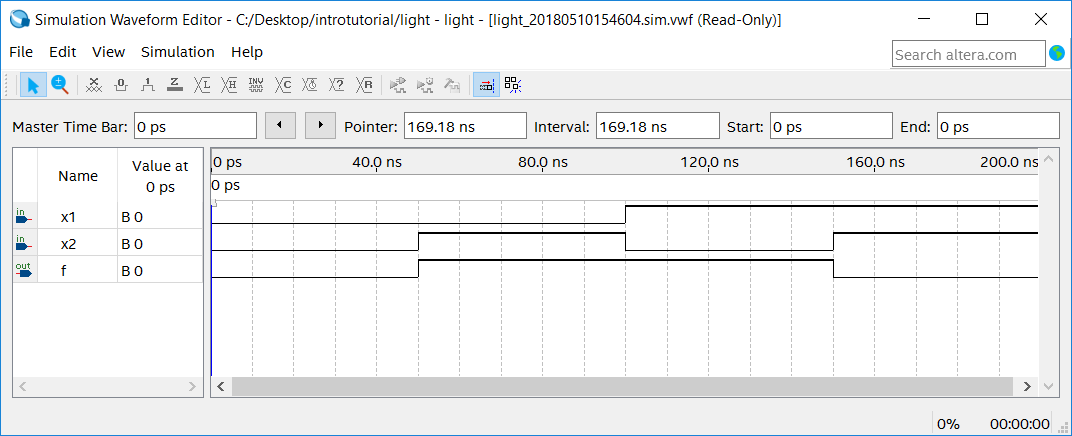 Simulation Waveform Editor - C:/Desktop/introtutorial/light - light - [light_20180510154604.sim.vwf (Read-Only)]
File Edit View Simulation Help
Search altera.com
Master Time Bar: 0 ps Pointer: 169.18 ns Interval: 169.18 ns Start: 0 ps End: 0 ps
Name Value at 0 ps
0 ps 40.0 ns 80.0 ns 120.0 ns 160.0 ns 200.0 ns
0 ps
in x1 B 0
in x2 B 0
out f B 0
0% 00:00:00